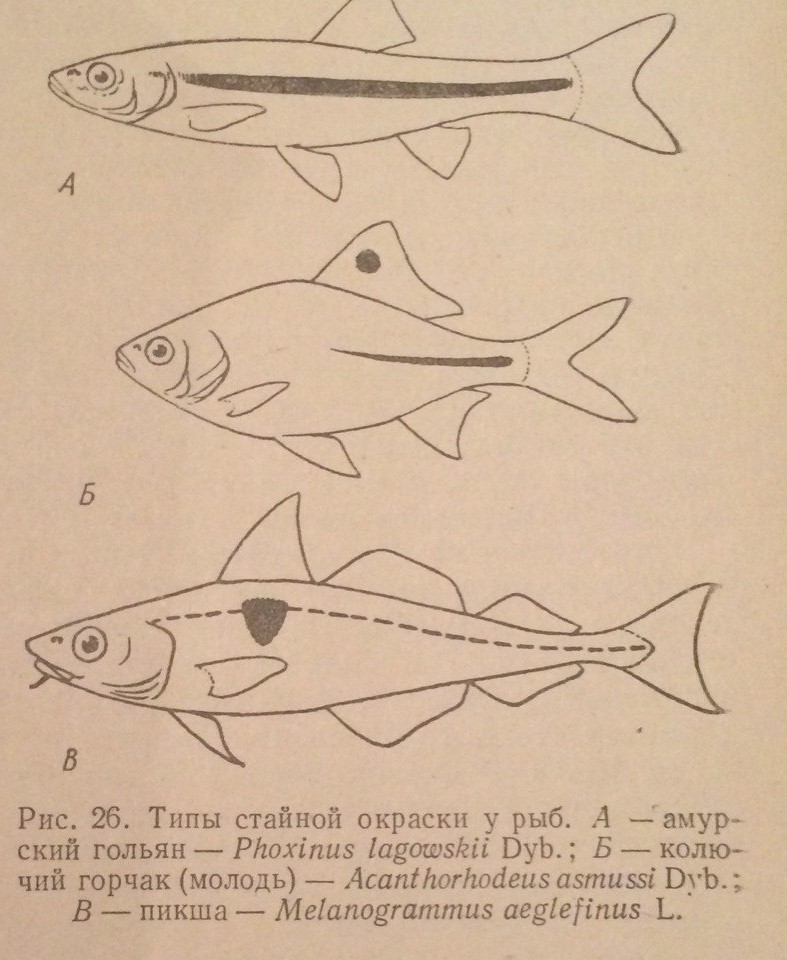 А
Б
В
Рис. 26. Типы стайной окраски у рыб. А — амур-
ский гольян — Phoxinus lagowskii Dyb.; Б — колю-
чий горчак (молодь) — Acanthorhodeus asmussi Dyb.;
В — пикша — Melanogrammus aeglefinus L.